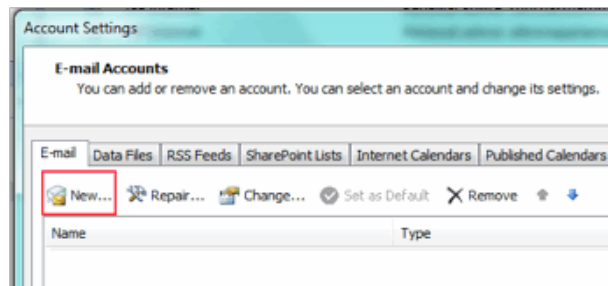 Account Settings
E-mail Accounts
You can add or remove an account. You can select an account and change its settings.
E-mail Data Files RSS Feeds SharePoint Lists Internet Calendars Published Calendars
New... Repair... Change... Set as Default Remove
Name Type